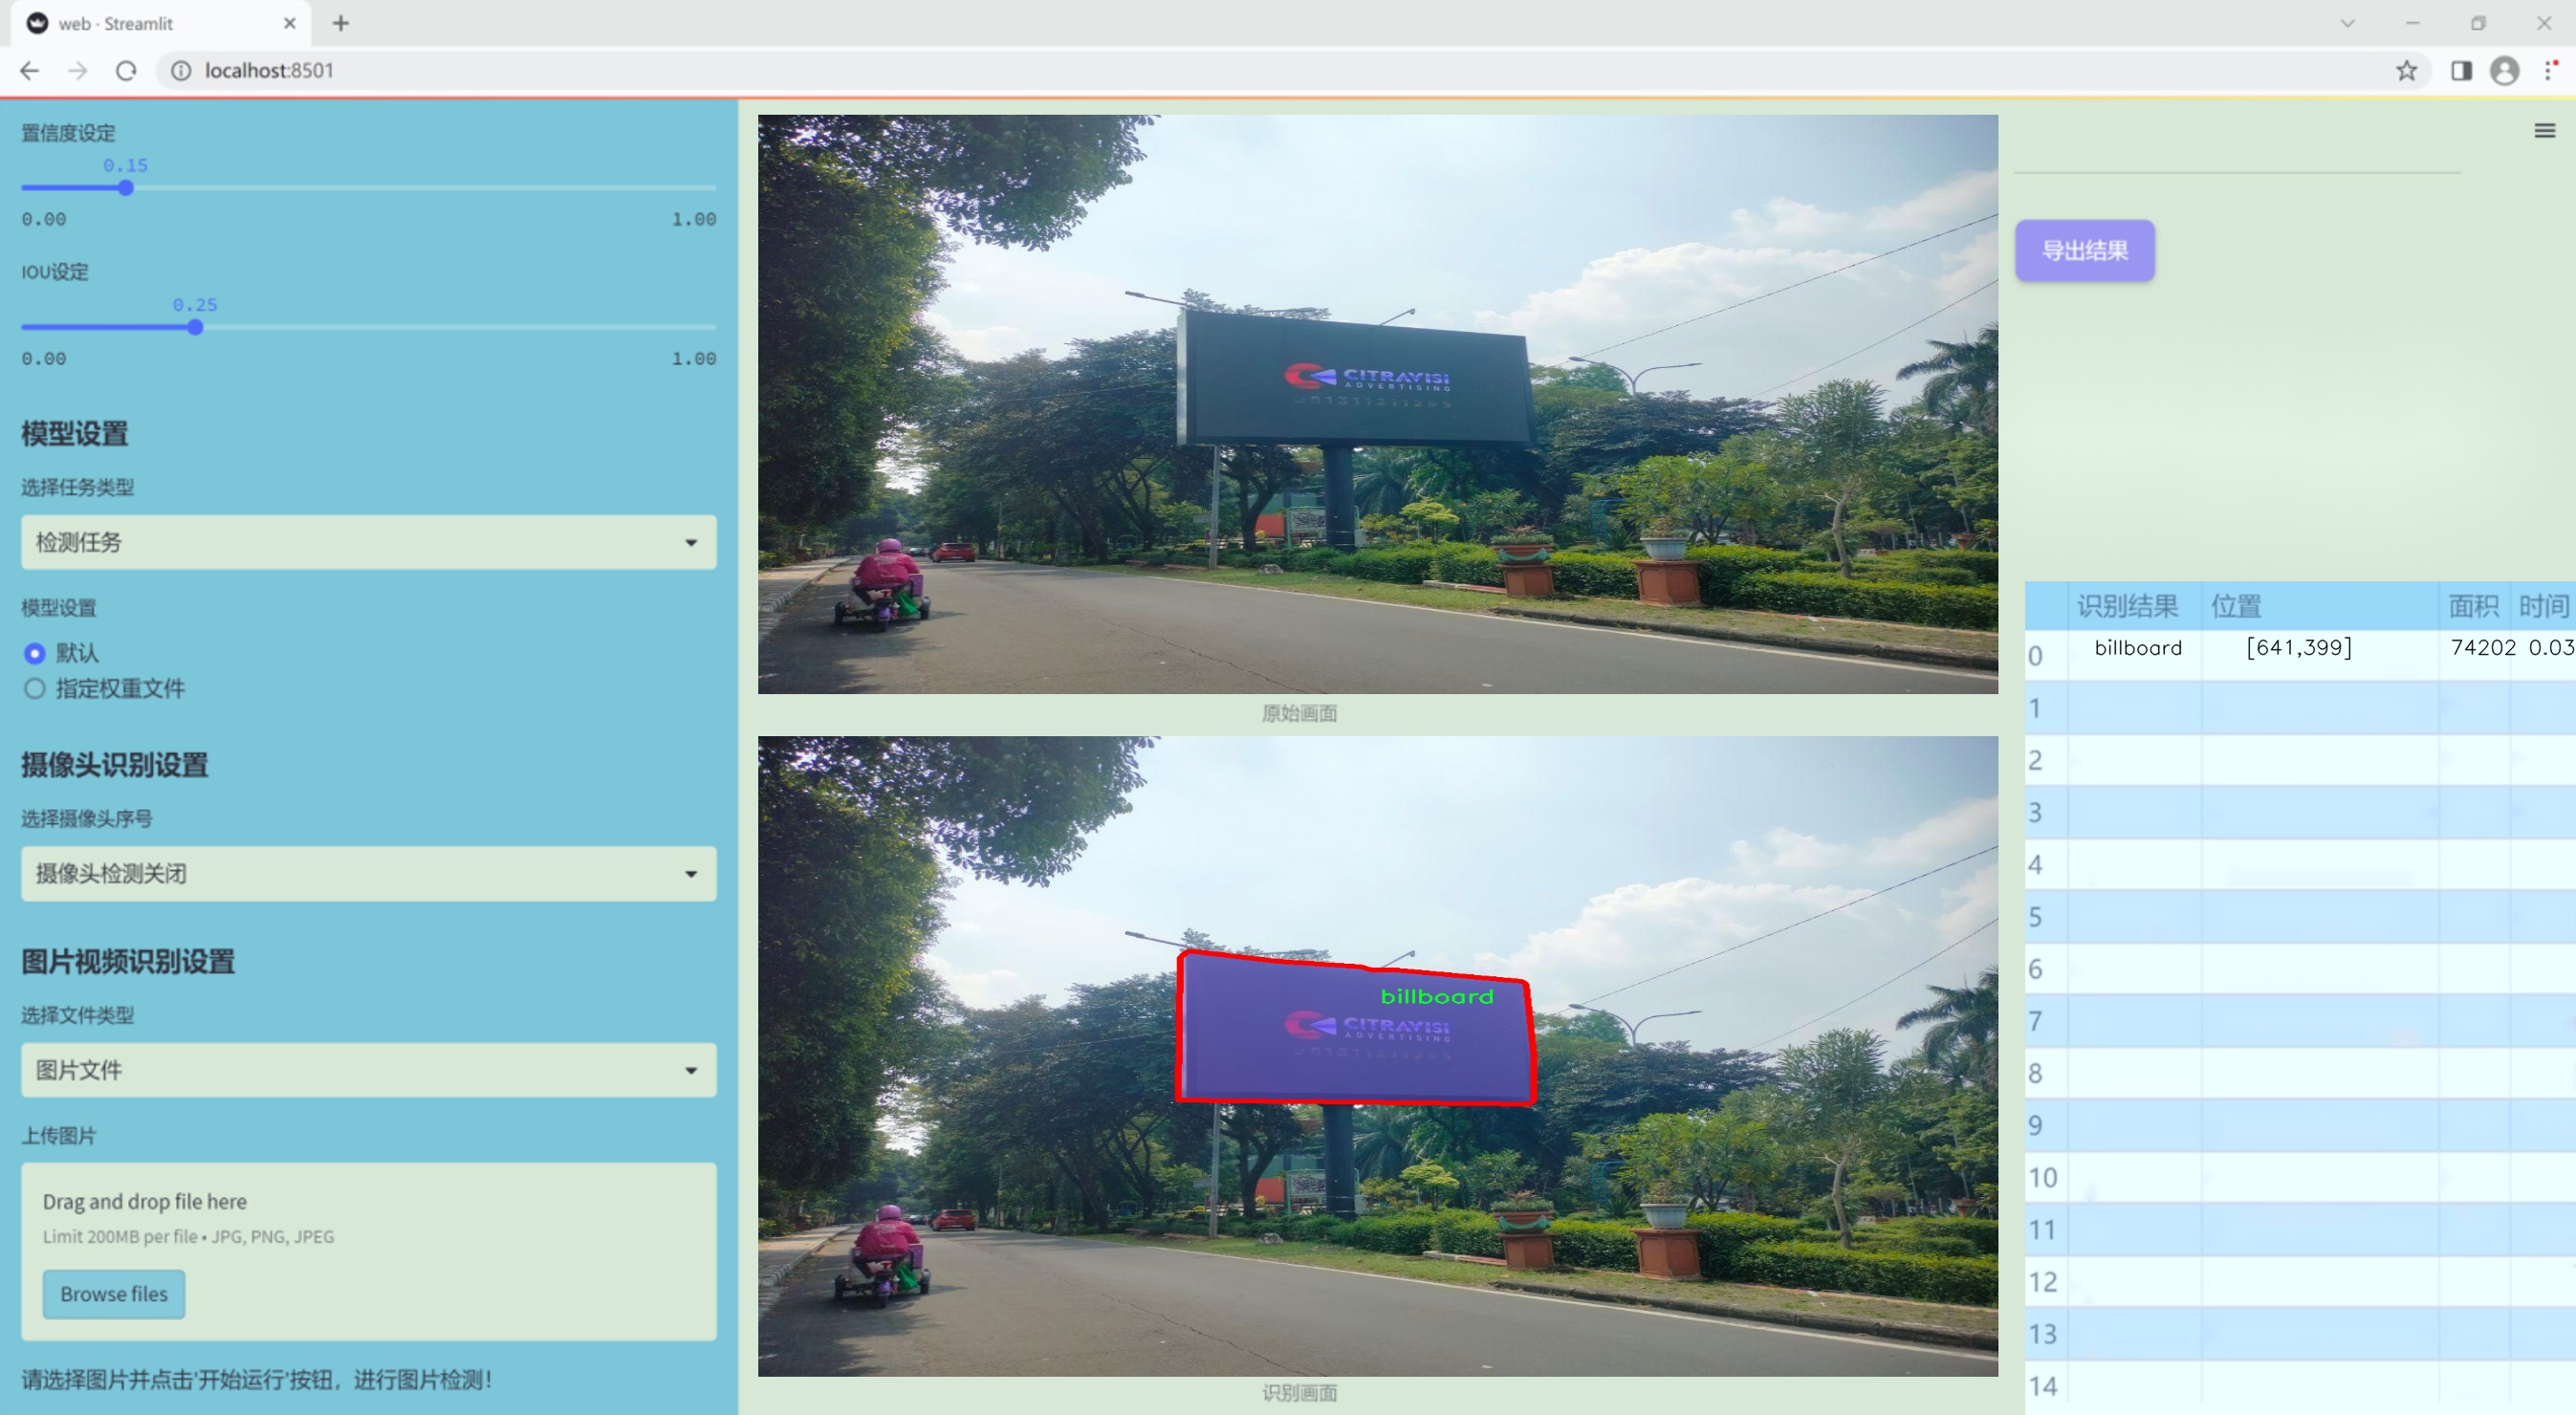 web · Streamlit
localhost:8501
置信度设定
0.15
0.00 1.00
IOU设定
0.25
0.00 1.00
模型设置
选择任务类型
检测任务
模型设置
默认
指定权重文件
摄像头识别设置
选择摄像头序号
摄像头检测关闭
图片视频识别设置
选择文件类型
图片文件
上传图片
Drag and drop file here
Limit 200MB per file • JPG, PNG, JPEG
Browse files
请选择图片并点击'开始运行'按钮，进行图片检测！
CITRAVISI
ADVERTISING
原始画面
billboard
CITRAVISI
ADVERTISING
识别画面
导出结果
识别结果 位置 面积 时间
0 billboard [641,399] 74202 0.03
1
2
3
4
5
6
7
8
9
10
11
12
13
14